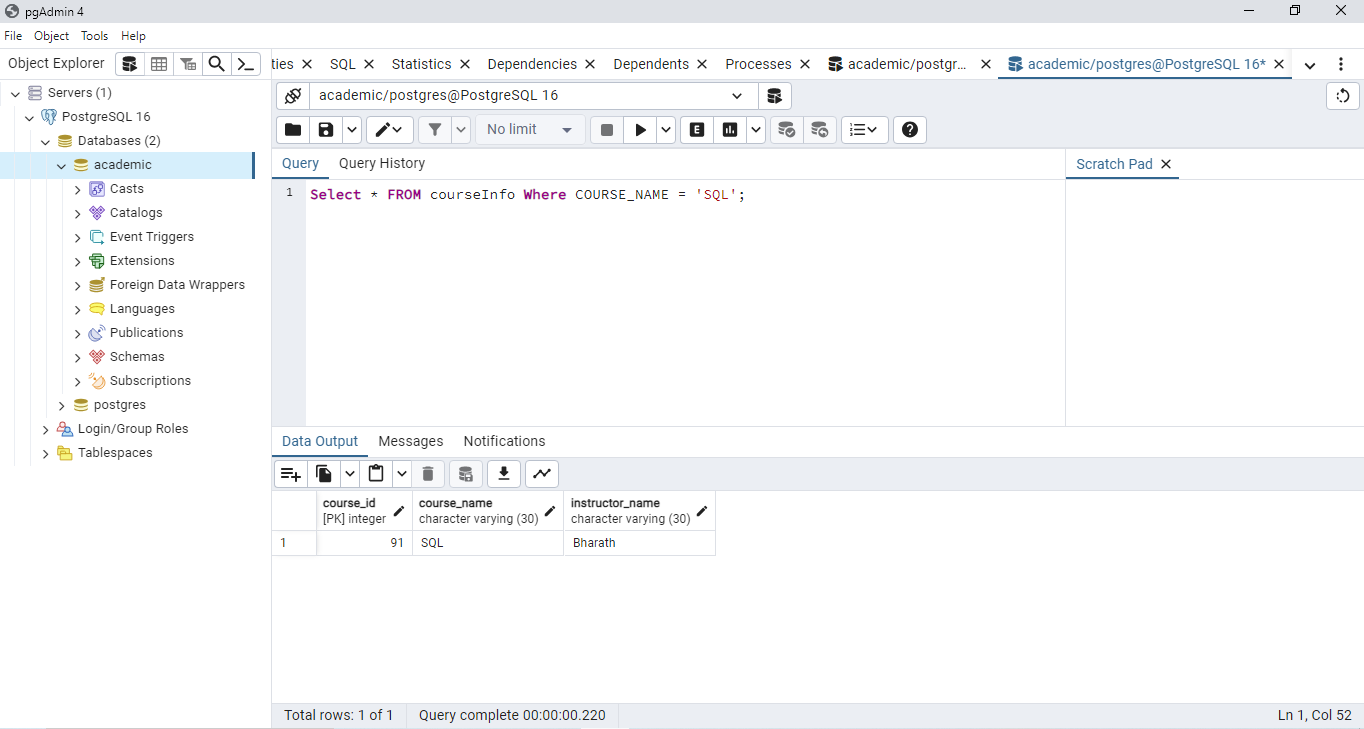 pgAdmin 4
File Object Tools Help
Object Explorer
ties SQL Statistics Dependencies Dependents Processes academic/postgr... academic/postgres@PostgreSQL 16*
Servers (1)
PostgreSQL 16
Databases (2)
academic
Casts
Catalogs
Event Triggers
Extensions
Foreign Data Wrappers
Languages
Publications
Schemas
Subscriptions
postgres
Login/Group Roles
Tablespaces
academic/postgres@PostgreSQL 16
No limit E
Query Query History
Scratch Pad
1 Select * FROM courseInfo Where COURSE_NAME = 'SQL';
Data Output Messages Notifications
course_id course_name instructor_name
[PK] integer character varying (30) character varying (30)
1 91 SQL Bharath
Total rows: 1 of 1 Query complete 00:00:00.220 Ln 1, Col 52